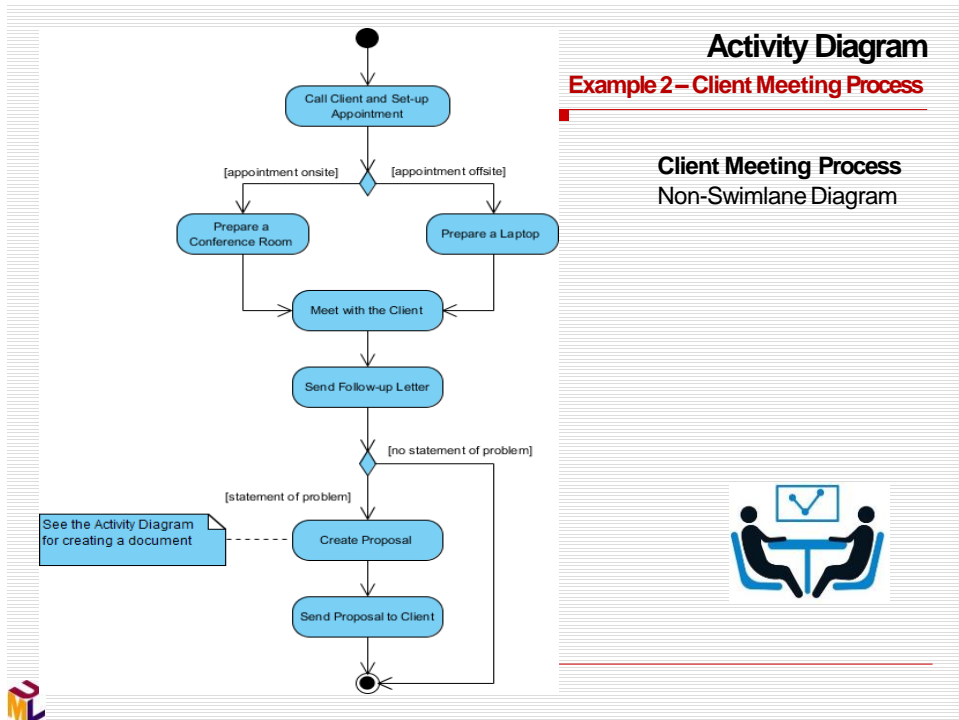 Activity Diagram
Example 2 – Client Meeting Process
Client Meeting Process
Non-Swimlane Diagram
Call Client and Set-up
Appointment
[appointment onsite]
[appointment offsite]
Prepare a
Conference Room
Prepare a Laptop
Meet with the Client
Send Follow-up Letter
[no statement of problem]
[statement of problem]
See the Activity Diagram
for creating a document
Create Proposal
Send Proposal to Client
UML